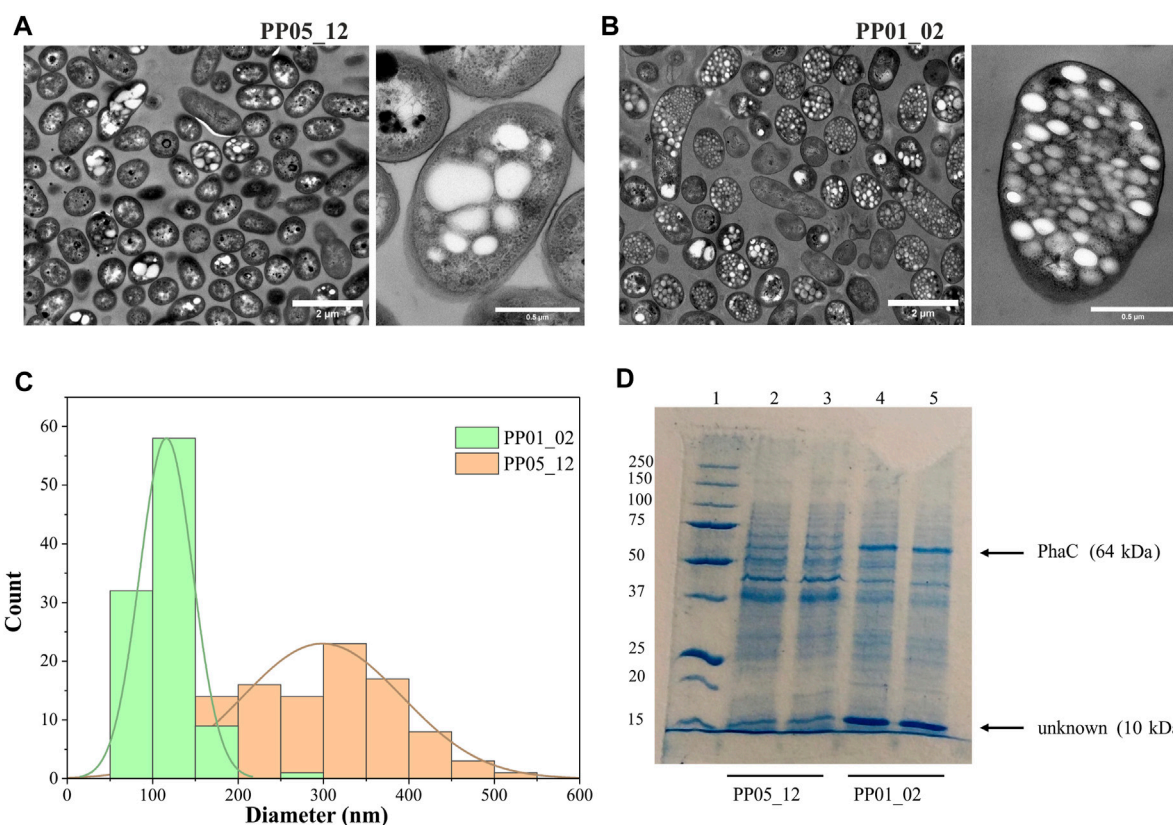 A
PP05_12
2 µm
0.5 µm
B
PP01_02
2 µm
0.5 µm
C
Count
60
50
40
30
20
10
0
0
100
200
300
400
500
600
Diameter (nm)
PP01_02
PP05_12
D
1 2 3 4 5
250
150
100
75
50
37
25
20
15
PhaC (64 kDa)
unknown (10 kDa
PP05_12
PP01_02